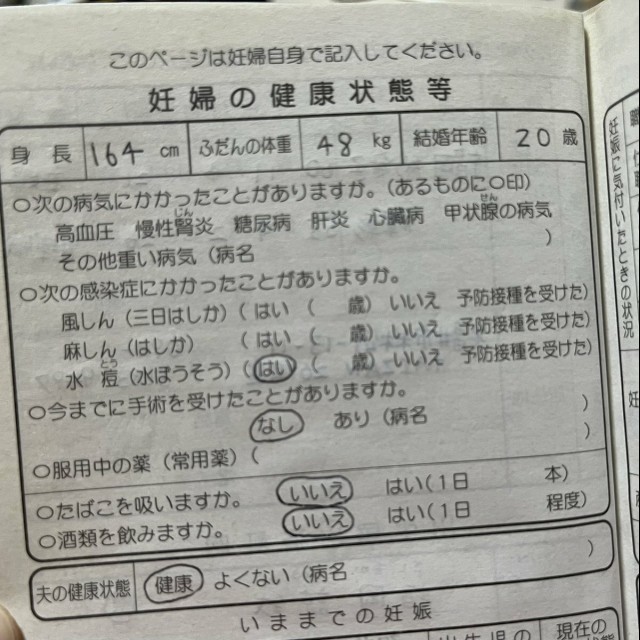 このページは妊婦自身で記入してください。
妊婦の健康状態等
身長 164 cm ふだんの体重 48 kg 結婚年齢 20 歳
○次の病気にかかったことがありますか。(あるものに○印)
高血圧 慢性腎炎 糖尿病 肝炎 心臓病 甲状腺の病気
その他重い病気(病名 )
○次の感染症にかかったことがありますか。
風しん(三日はしか) (はい( 歳) いいえ 予防接種を受けた)
麻しん(はしか) (はい( 歳) いいえ 予防接種を受けた)
水痘(水ぼうそう) (はい( 歳) いいえ 予防接種を受けた)
○今までに手術を受けたことがありますか。
なし あり(病名 )
○服用中の薬(常用薬)( )
○たばこを吸いますか。 いいえ はい(1日 本)
○酒類を飲みますか。 いいえ はい(1日 程度)
夫の健康状態 健康 よくない(病名 )
いままでの妊娠
現在の
妊娠に気付いたときの状況